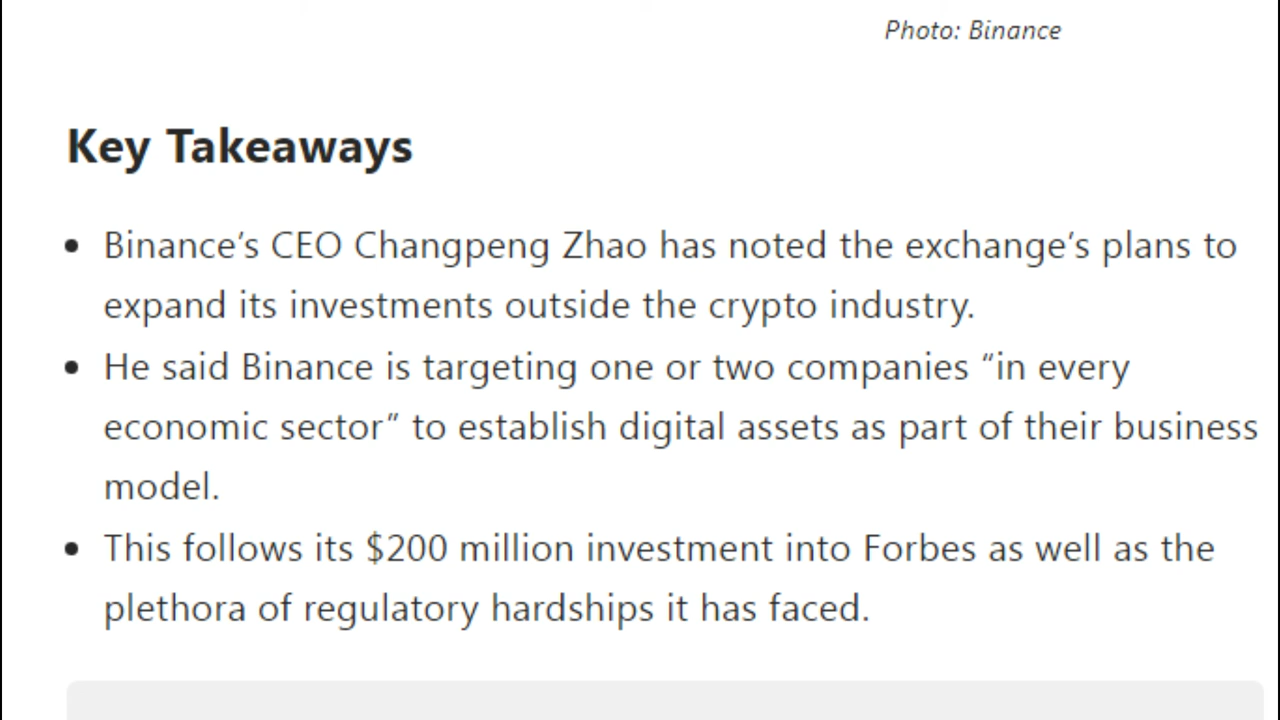 Photo: Binance
Key Takeaways
• Binance’s CEO Changpeng Zhao has noted the exchange’s plans to
expand its investments outside the crypto industry.
• He said Binance is targeting one or two companies “in every
economic sector” to establish digital assets as part of their business
model.
• This follows its $200 million investment into Forbes as well as the
plethora of regulatory hardships it has faced.